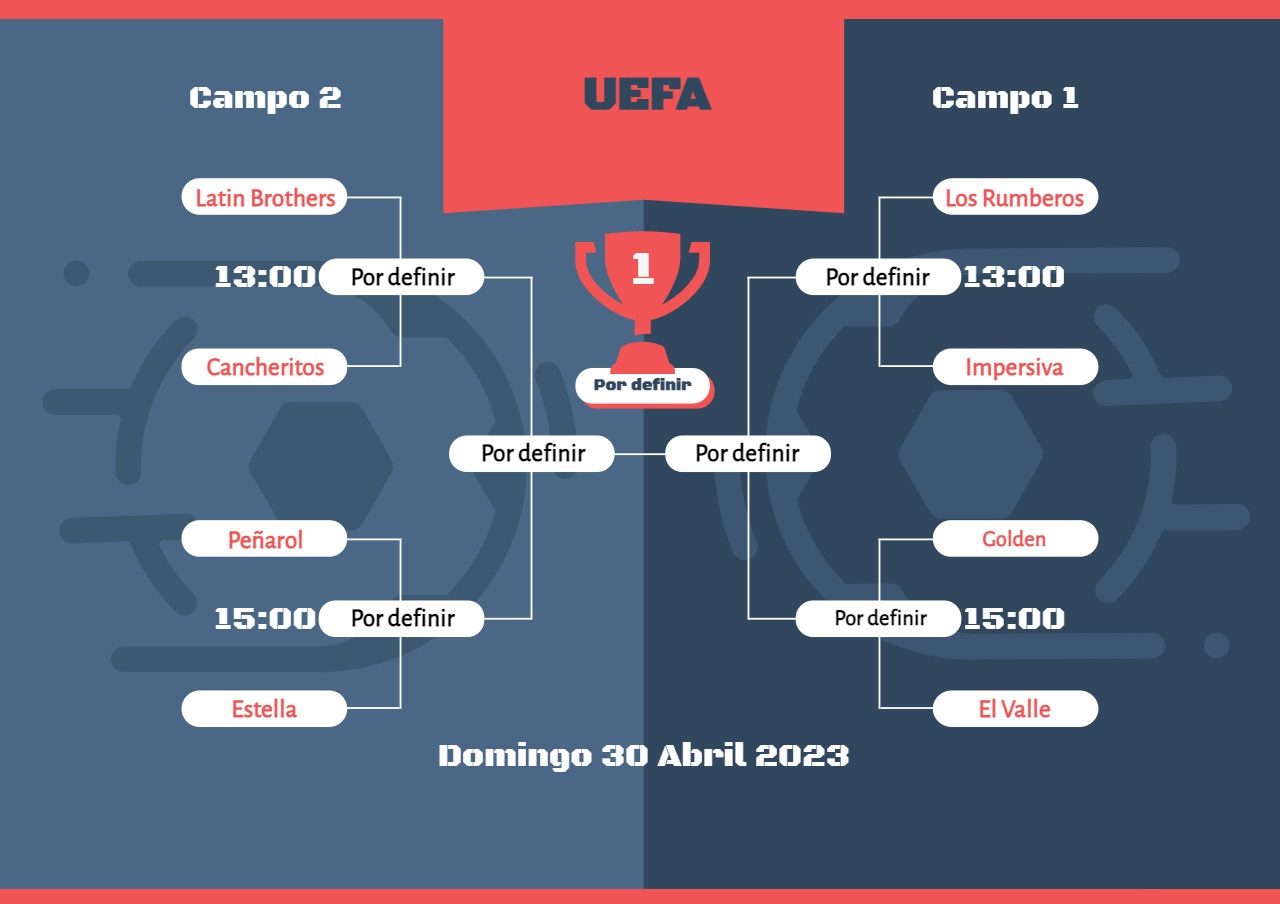 Campo 2
UEFA
Campo 1
Latin Brothers
Los Rumberos
1
13:00
Por definir
Por definir
13:00
Cancheritos
Impersiva
Por definir
Por definir
Por definir
Peñarol
Golden
15:00
Por definir
Por definir
15:00
Estella
El Valle
Domingo 30 Abril 2023